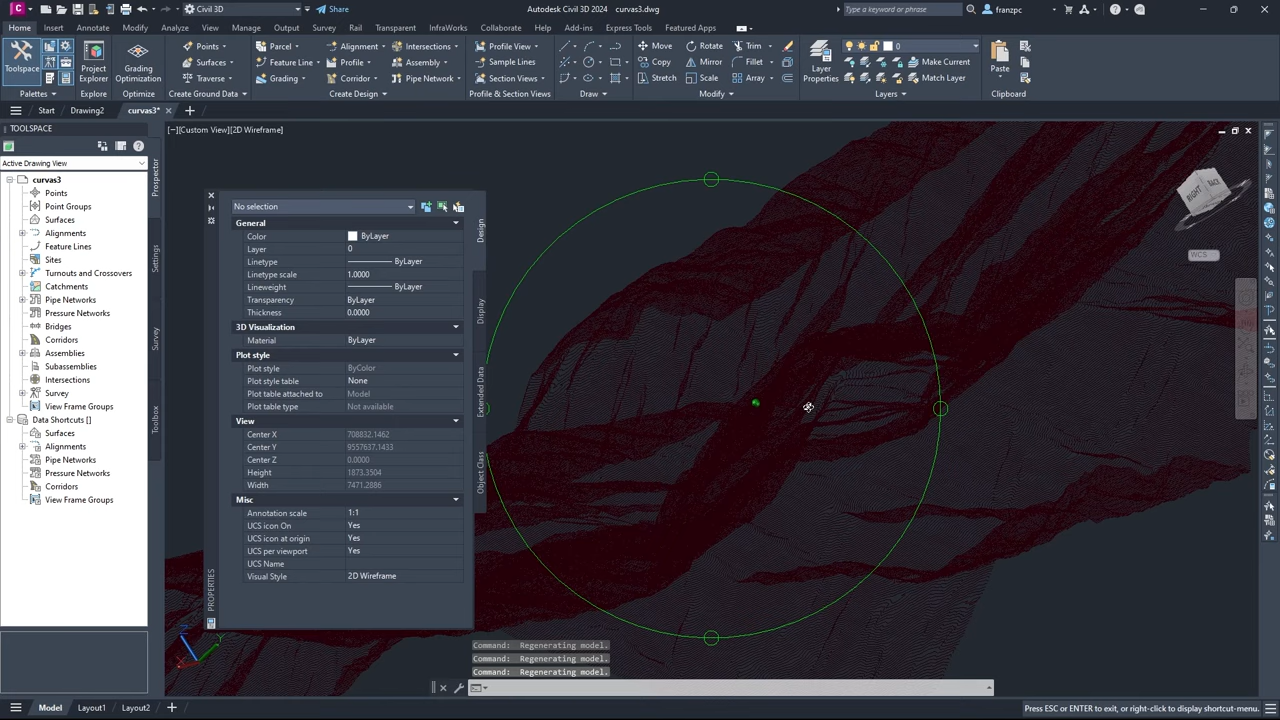 Civil 3D
Share
Autodesk Civil 3D 2024 curvas3.dwg
Type a keyword or phrase
franzpc
Home Insert Annotate Modify Analyze View Manage Output Survey Rail Transparent InfraWorks Collaborate Help Add-ins Express Tools Featured Apps
Toolspace
Palettes
Project
Explorer
Explore
Grading
Optimization
Optimize
Points
Surfaces
Traverse
Create Ground Data
Parcel
Feature Line
Grading
Alignment
Profile
Corridor
Intersections
Assembly
Pipe Network
Create Design
Profile View
Sample Lines
Section Views
Profile & Section Views
Draw
Move
Copy
Stretch
Rotate
Mirror
Scale
Trim
Fillet
Array
Modify
Layer
Properties
0
Make Current
Match Layer
Layers
Paste
Clipboard
Start Drawing2 curvas3*
TOOLSPACE
Active Drawing View
curvas3
Points
Point Groups
Surfaces
Alignments
Feature Lines
Sites
Turnouts and Crossovers
Catchments
Pipe Networks
Pressure Networks
Bridges
Corridors
Assemblies
Subassemblies
Intersections
Survey
View Frame Groups
Data Shortcuts []
Surfaces
Alignments
Pipe Networks
Pressure Networks
Corridors
View Frame Groups
Prospector
Settings
Survey
Toolbox
[−][Custom View][2D Wireframe]
No selection
General
Color ByLayer
Layer 0
Linetype ByLayer
Linetype scale 1.0000
Lineweight ByLayer
Transparency ByLayer
Thickness 0.0000
3D Visualization
Material ByLayer
Plot style
Plot style ByColor
Plot style table None
Plot table attached to Model
Plot table type Not available
View
Center X 708832.1462
Center Y 9557637.1433
Center Z 0.0000
Height 1873.3504
Width 7471.2886
Misc
Annotation scale 1:1
UCS icon On Yes
UCS icon at origin Yes
UCS per viewport Yes
UCS Name
Visual Style 2D Wireframe
PROPERTIES
Design
Display
Extended Data
Object Class
RIGHT
BACK
WCS
Command: Regenerating model.
Command: Regenerating model.
Command: Regenerating model.
Model Layout1 Layout2
Press ESC or ENTER to exit, or right-click to display shortcut-menu.